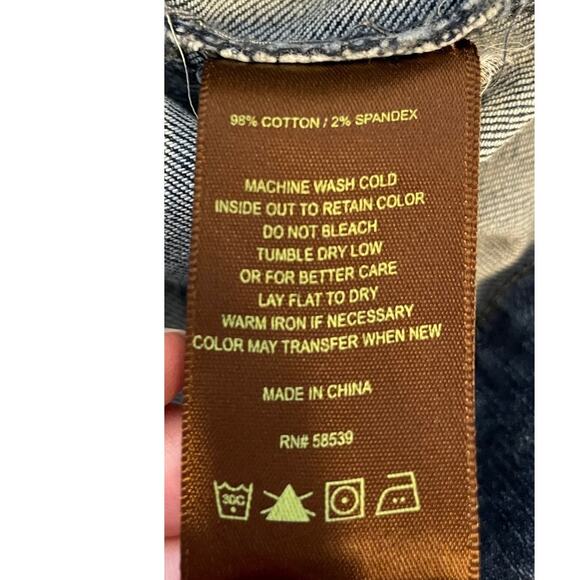 98% COTTON / 2% SPANDEX
MACHINE WASH COLD
INSIDE OUT TO RETAIN COLOR
DO NOT BLEACH
TUMBLE DRY LOW
OR FOR BETTER CARE
LAY FLAT TO DRY
WARM IRON IF NECESSARY
COLOR MAY TRANSFER WHEN NEW
MADE IN CHINA
RN# 58539
30C